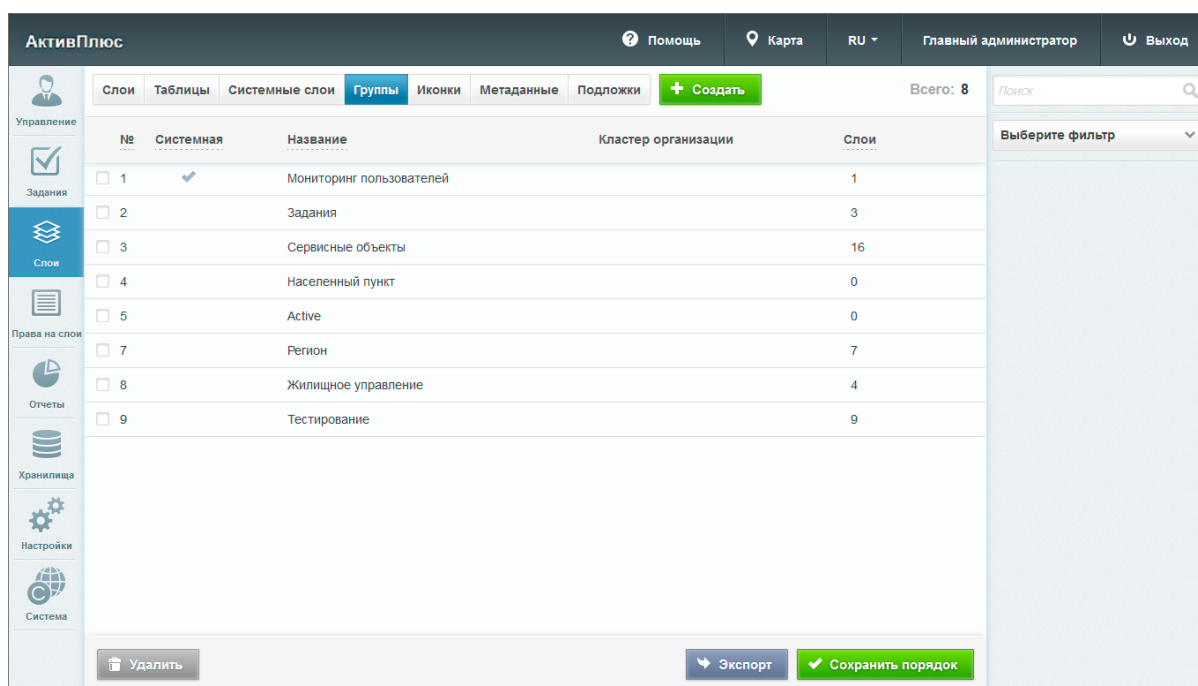 АктивПлюс Помощь Карта RU Главный администратор Выход
Управление
Задания
Слои
Права на слои
Отчеты
Хранилища
Настройки
Система
Слои Таблицы Системные слои Группы Иконки Метаданные Подложки Создать Всего: 8
№ Системная Название Кластер организации Слои
1 Мониторинг пользователей 1
2 Задания 3
3 Сервисные объекты 16
4 Населенный пункт 0
5 Active 0
7 Регион 7
8 Жилищное управление 4
9 Тестирование 9
Удалить Экспорт Сохранить порядок
Поиск
Выберите фильтр